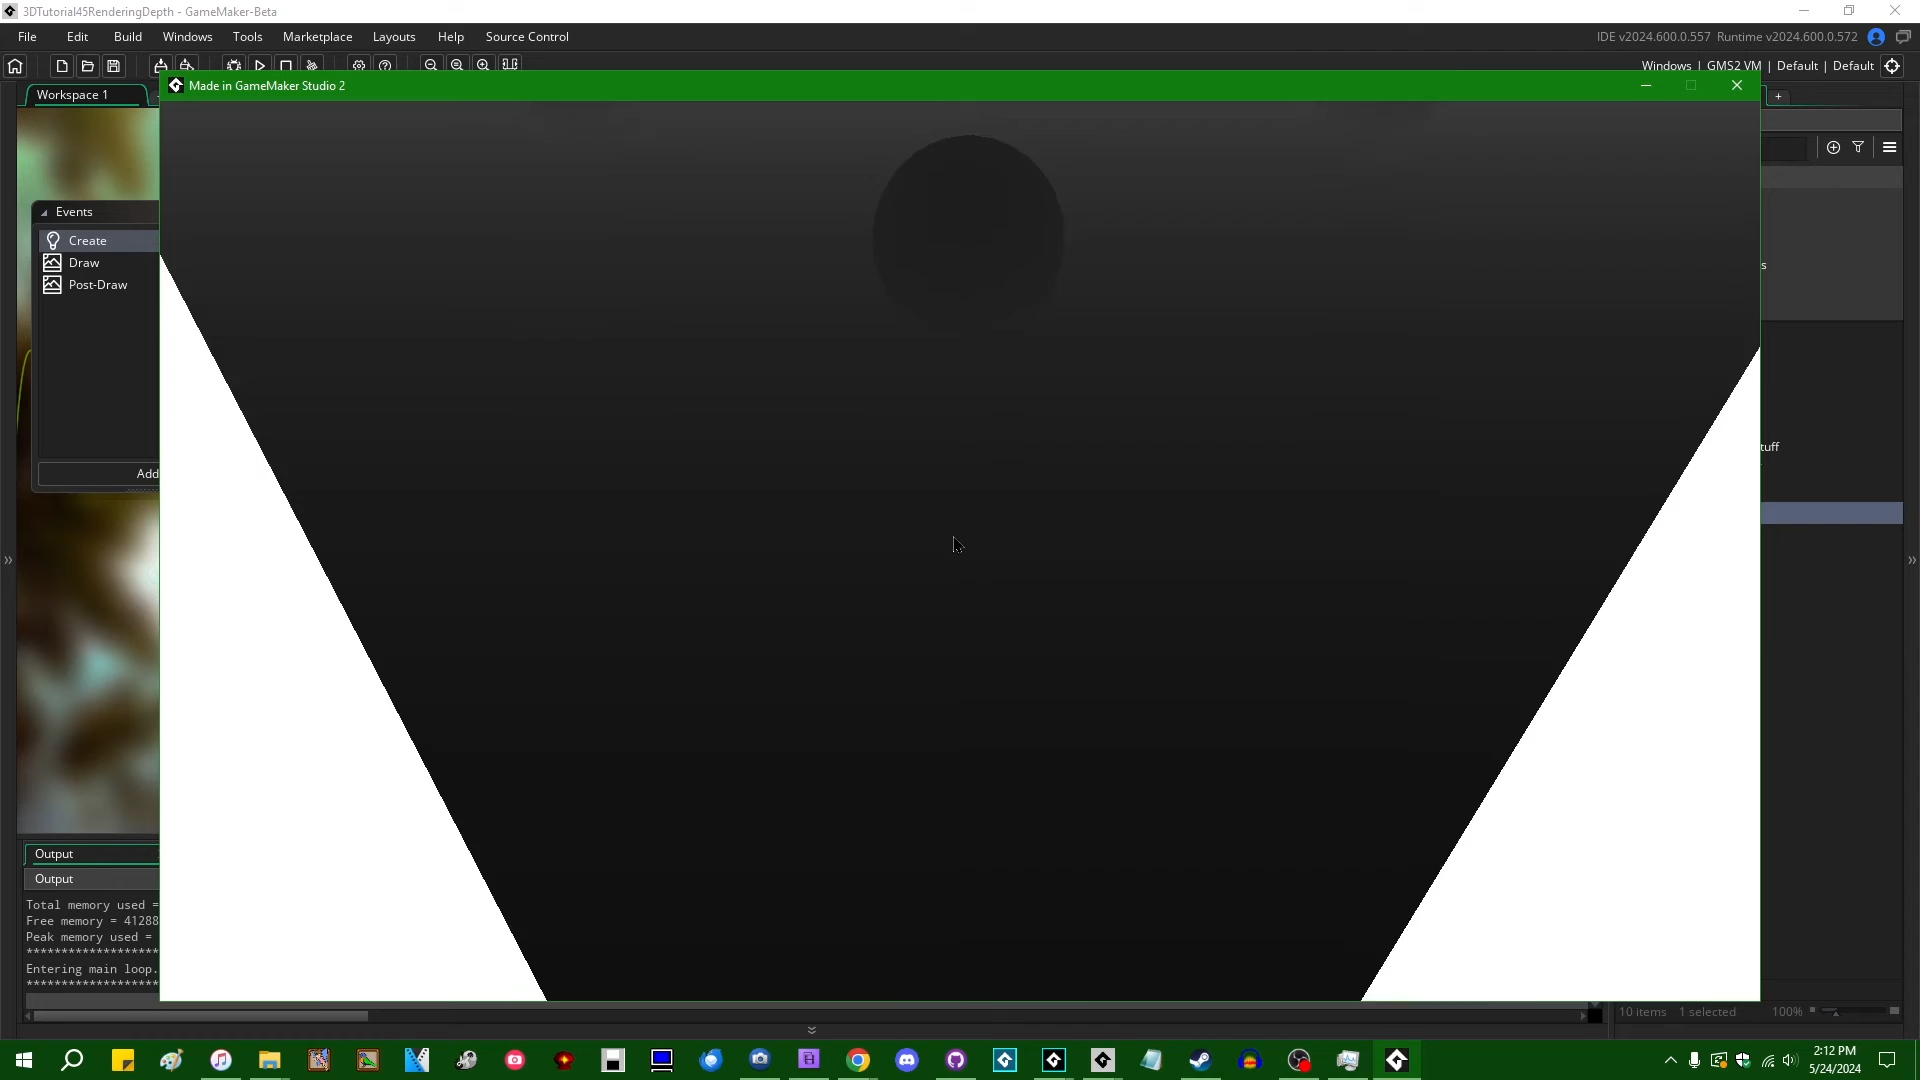 3DTutorial45RenderingDepth - GameMaker-Beta
File Edit Build Windows Tools Marketplace Layouts Help Source Control
IDE v2024.600.0.557 Runtime v2024.600.0.572
Windows | GMS2 VM | Default | Default
Workspace 1
Made in GameMaker Studio 2
Events
Create
Draw
Post-Draw
s
tuff
Add
Output
Output
Total memory used =
Free memory = 41288
Peak memory used =
*******************
Entering main loop.
*******************
10 items 1 selected 100%
2:12 PM
5/24/2024